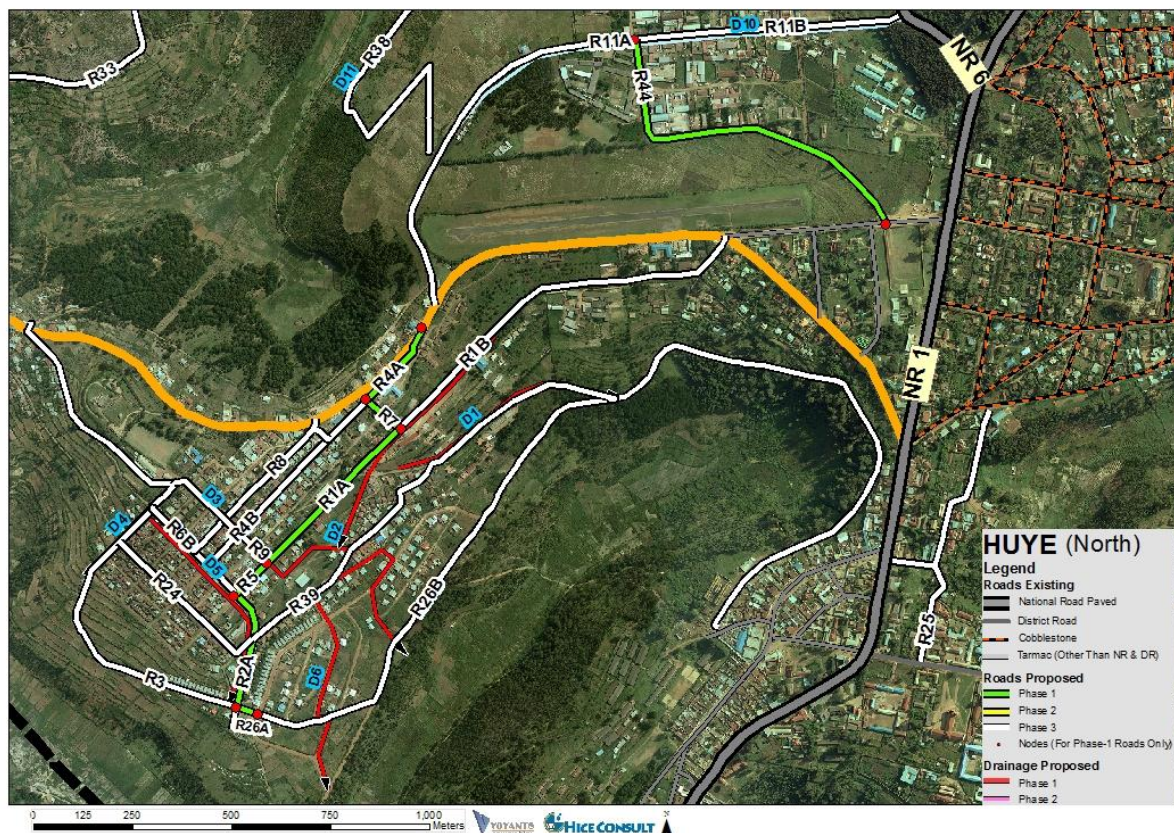 R33
D11
R38
R11A
D10
R11B
NR 6
R44
NR 1
R4A
R1B
R7
D1
R8
R1A
D3
R4B
D4
R6B
D5
R9
D2
R5
R24
R39
R26B
R25
R2A
R3
D6
R26A
HUYE (North)
Legend
Roads Existing
National Road Paved
District Road
Cobblestone
Tarmac (Other Than NR & DR)
Roads Proposed
Phase 1
Phase 2
Phase 3
Nodes (For Phase-1 Roads Only)
Drainage Proposed
Phase 1
Phase 2
0 125 250 500 750 1,000
Meters
VOYANTS
HICE CONSULT